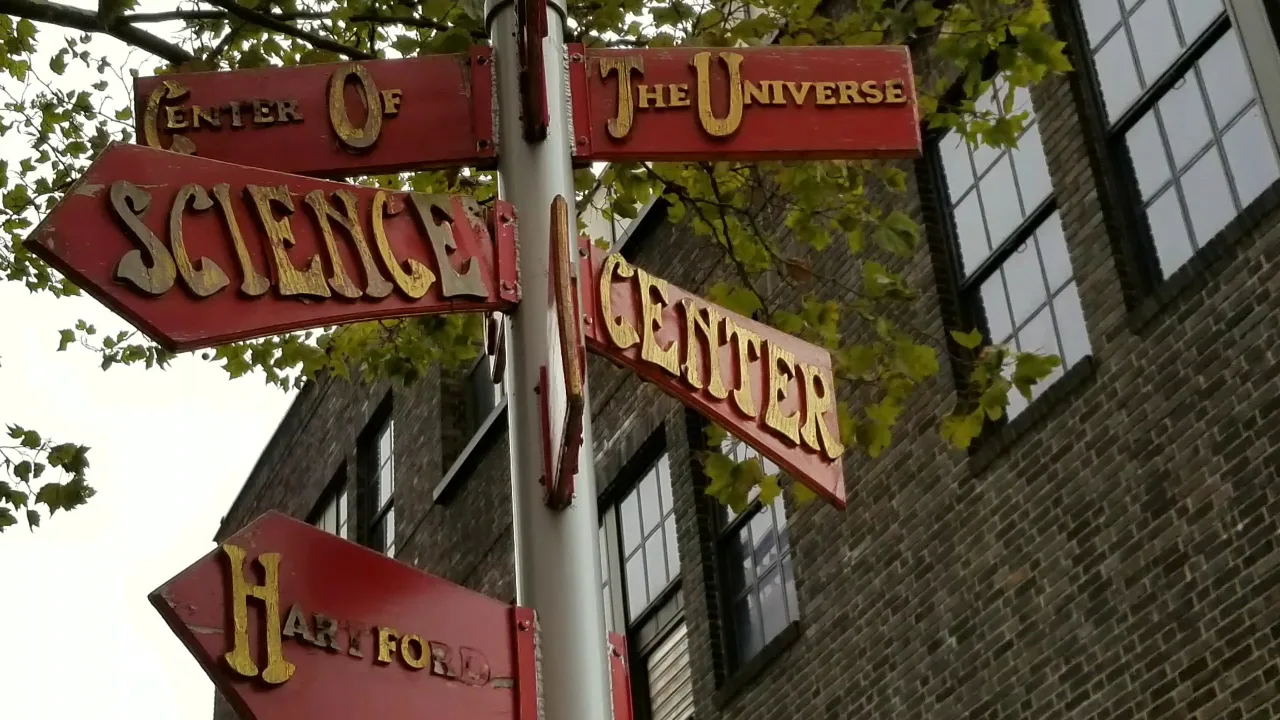 CENTER OF THE UNIVERSE
SCIENCE CENTER
HARTFORD